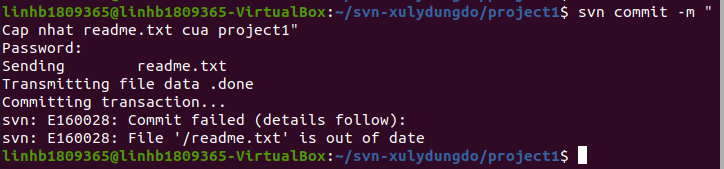 linhb1809365@linhb1809365-VirtualBox:~/svn-xulydungdo/project1$ svn commit -m "
Cap nhat readme.txt cua project1"
Password:
Sending        readme.txt
Transmitting file data .done
Committing transaction...
svn: E160028: Commit failed (details follow):
svn: E160028: File '/readme.txt' is out of date
linhb1809365@linhb1809365-VirtualBox:~/svn-xulydungdo/project1$